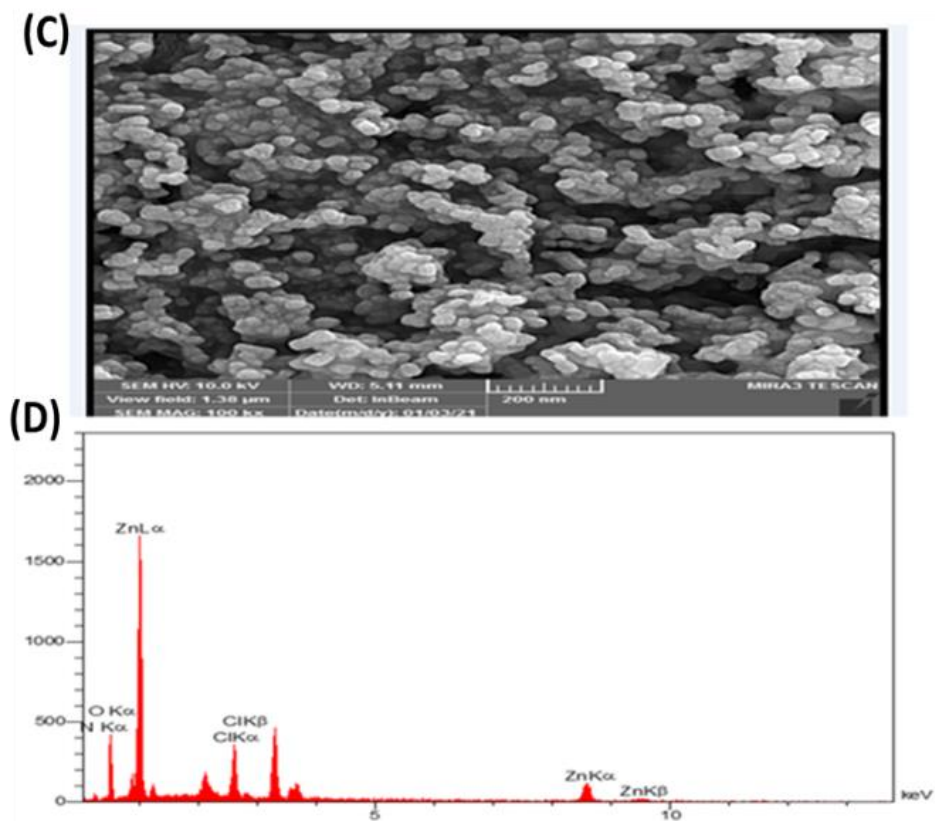 (C)
SEM HV: 10.0 kV WD: 5.11 mm MIRA3 TESCAN
View field: 1.38 µm Det: InBeam 200 nm
SEM MAG: 100 kx Date(m/d/y): 01/03/21
(D)
2000
ZnLα
1500
1000
O Kα ClKβ
500
N Kα ClKα
ZnKα
ZnKβ
0
keV
5 10